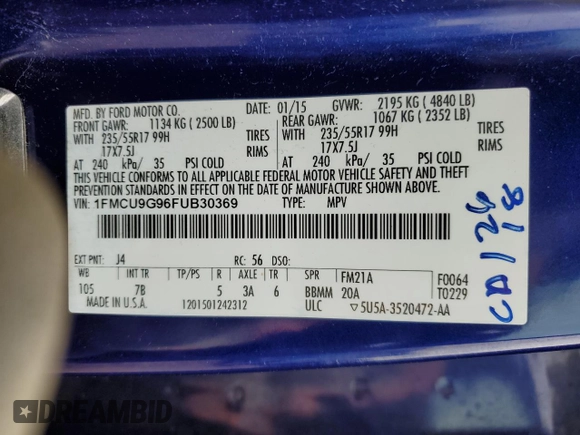 MFD. BY FORD MOTOR CO.
DATE: 01/15 GVWR: 2195 KG ( 4840 LB)
FRONT GAWR: 1134 KG ( 2500 LB) REAR GAWR: 1067 KG ( 2352 LB)
WITH 235/55R17 99H TIRES WITH 235/55R17 99H TIRES
17X7.5J RIMS 17X7.5J RIMS
AT 240 kPa/ 35 PSI COLD AT 240 kPa/ 35 PSI COLD
THIS VEHICLE CONFORMS TO ALL APPLICABLE FEDERAL MOTOR VEHICLE SAFETY AND
THEFT PREVENTION STANDARDS IN EFFECT ON THE DATE OF MANUFACTURE SHOWN ABOVE.
VIN: 1FMCU9G96FUB30369 TYPE: MPV
EXT PNT: J4 RC: 56 DSO:
WB INT TR TP/PS R AXLE TR SPR FM21A F0064
105 7B 5 3A 6 BBMM 20A T0229
MADE IN U.S.A. 1201501242312 ULC 5U5A-3520472-AA
DREAMBID